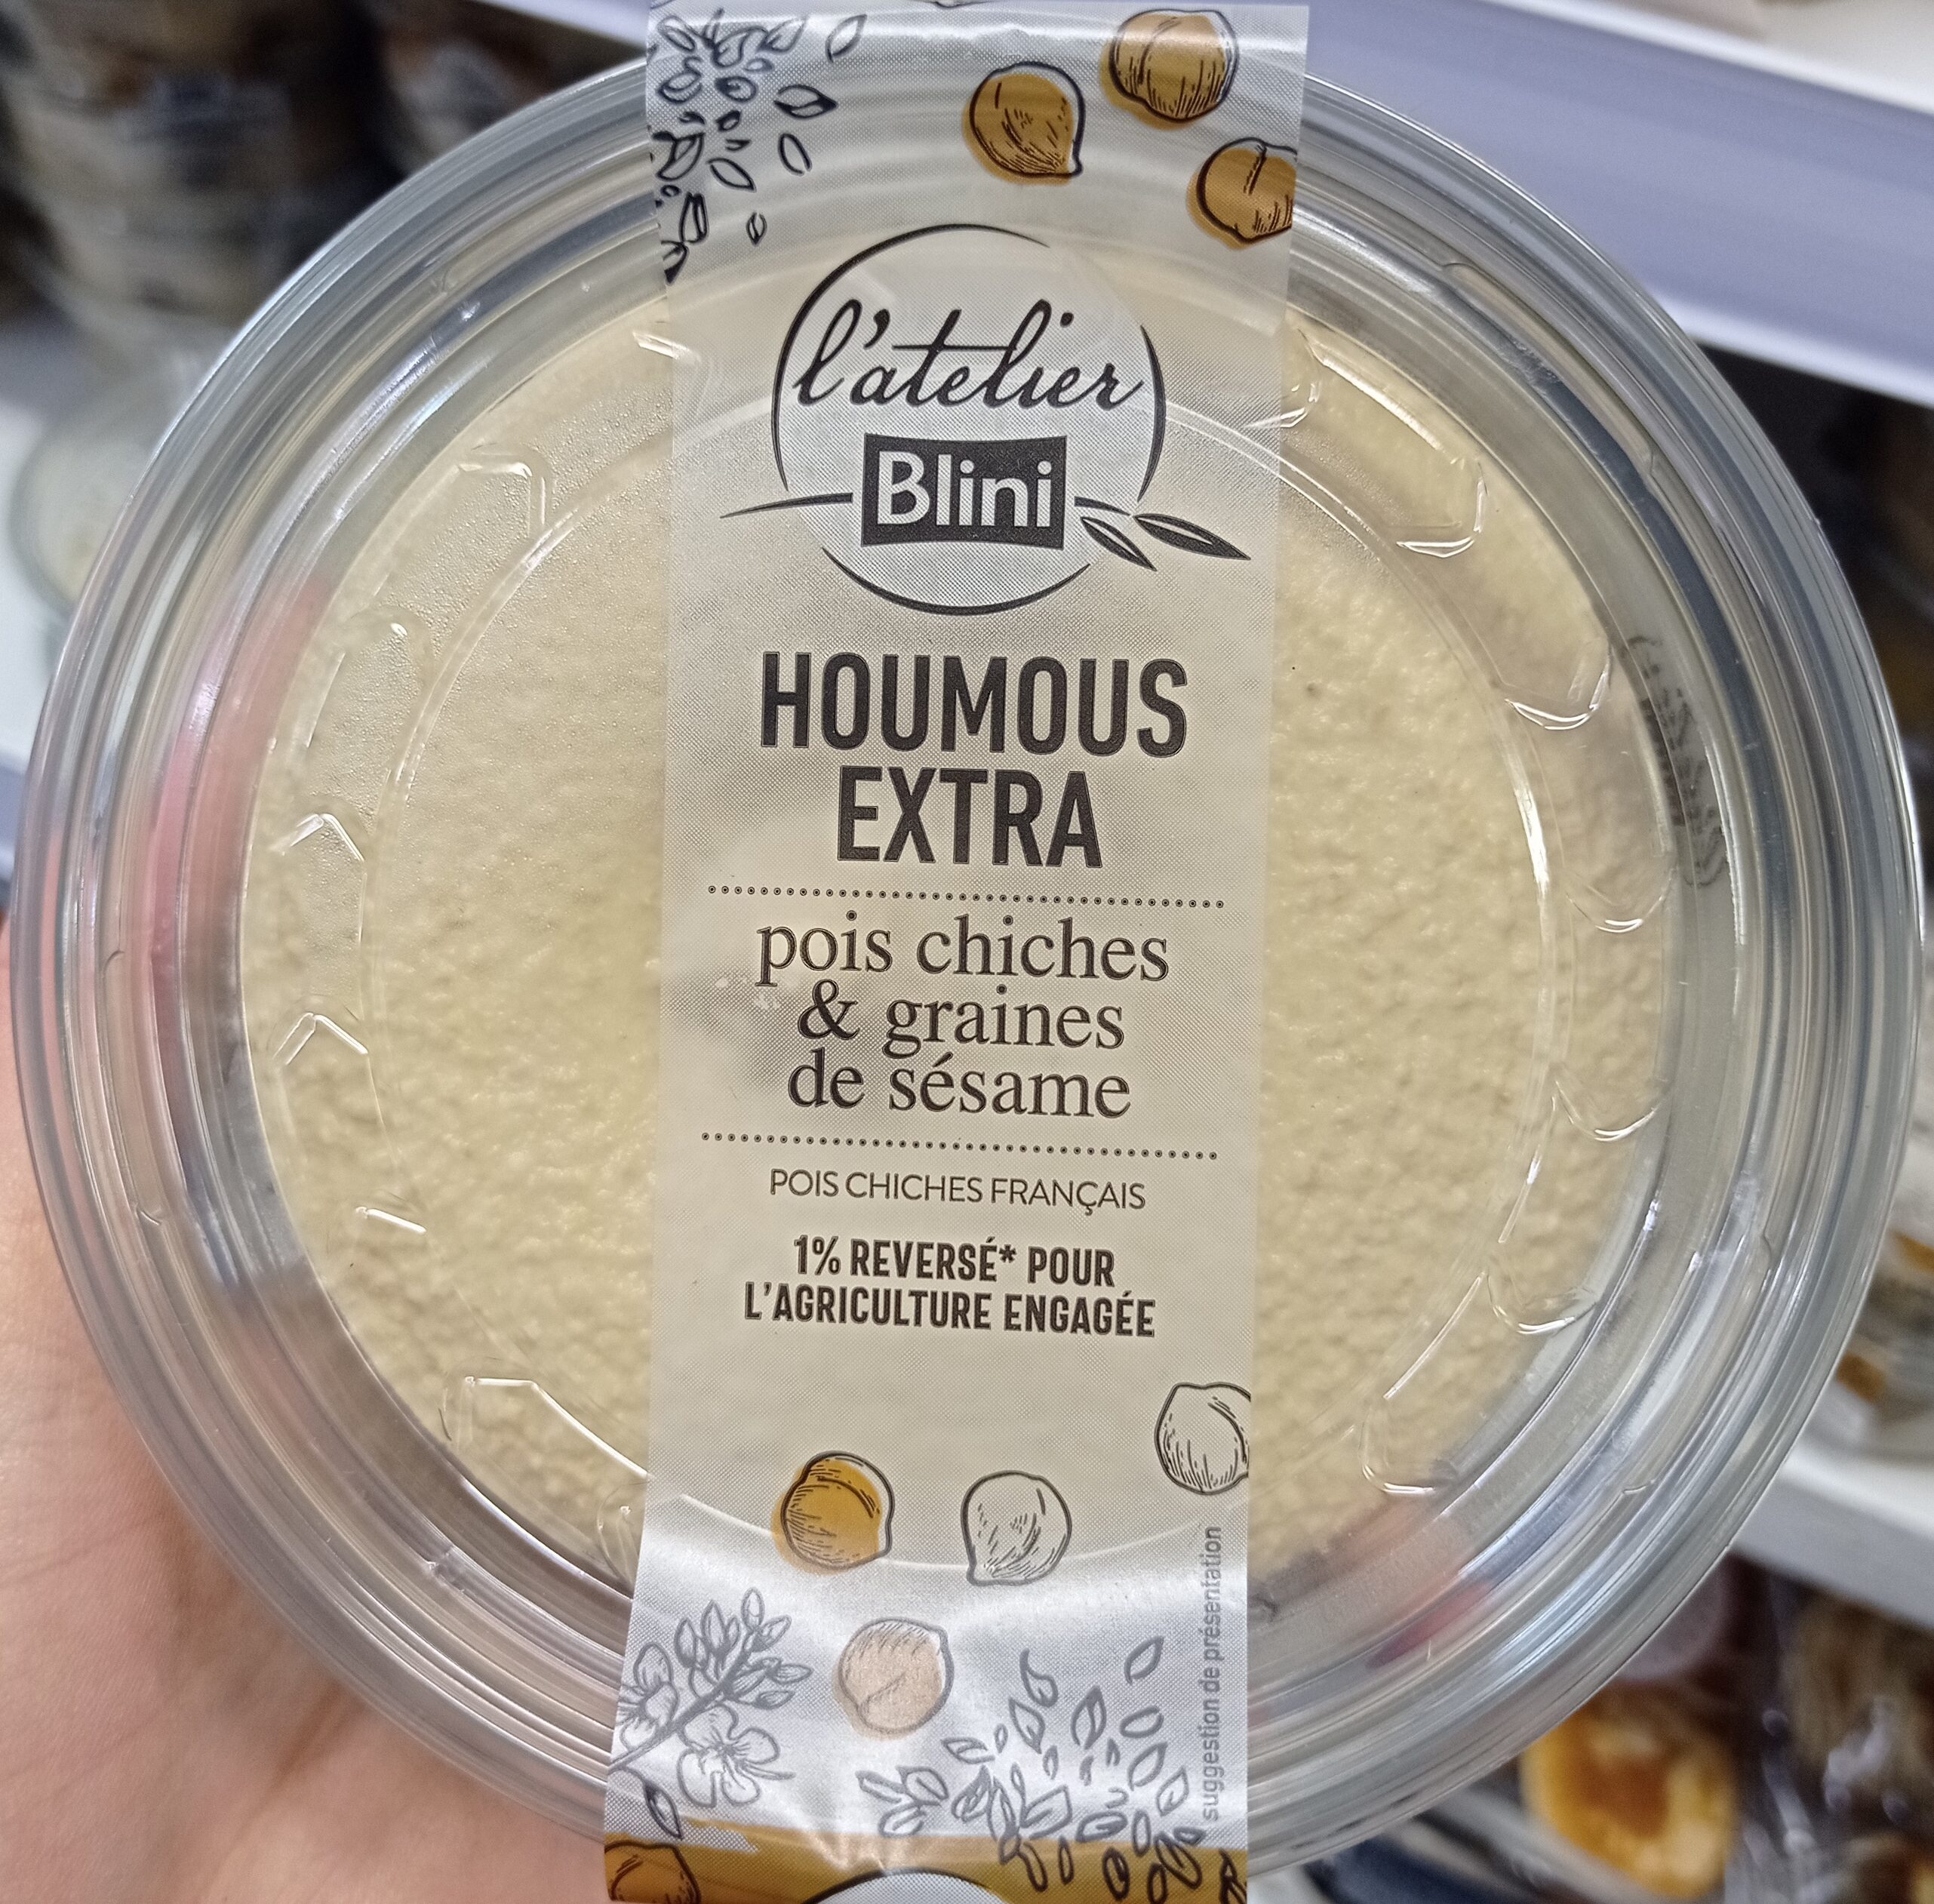 l'atelier
Blini
HOUMOUS
EXTRA
pois chiches
& graines
de sésame
POIS CHICHES FRANÇAIS
1% REVERSÉ* POUR
L'AGRICULTURE ENGAGÉE
suggestion de présentation